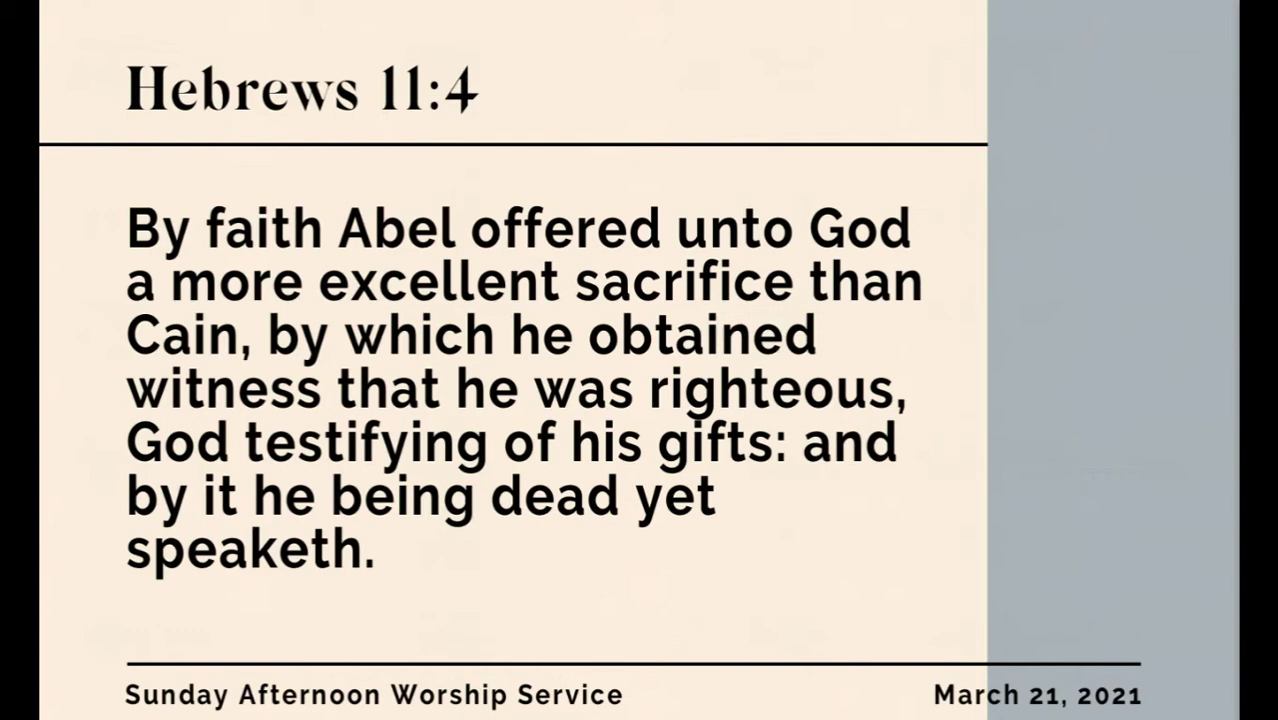 Hebrews 11:4
By faith Abel offered unto God
a more excellent sacrifice than
Cain, by which he obtained
witness that he was righteous,
God testifying of his gifts: and
by it he being dead yet
speaketh.
Sunday Afternoon Worship Service
March 21, 2021